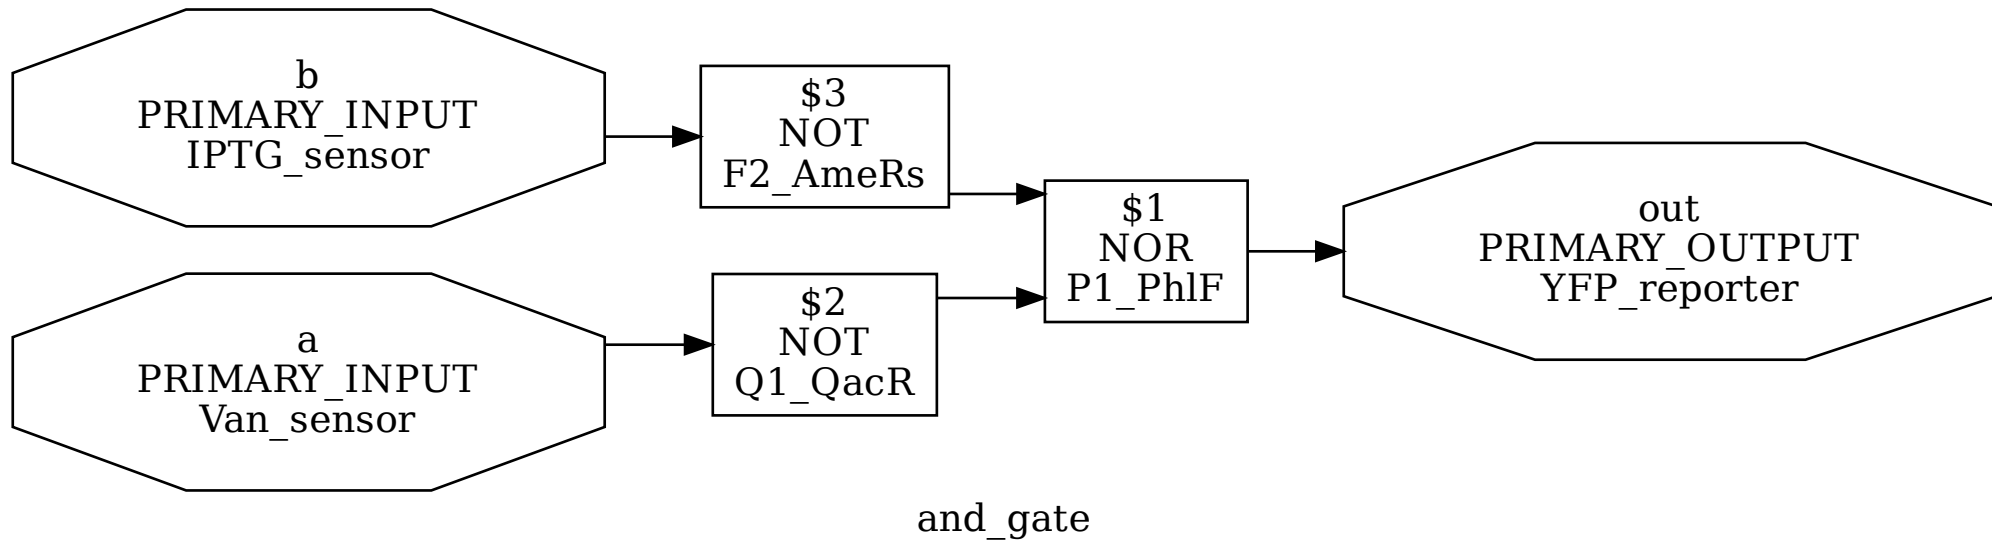 b
PRIMARY_INPUT
IPTG_sensor
$3
NOT
F2_AmeRs
a
PRIMARY_INPUT
Van_sensor
$2
NOT
Q1_QacR
$1
NOR
P1_PhlF
out
PRIMARY_OUTPUT
YFP_reporter
and_gate